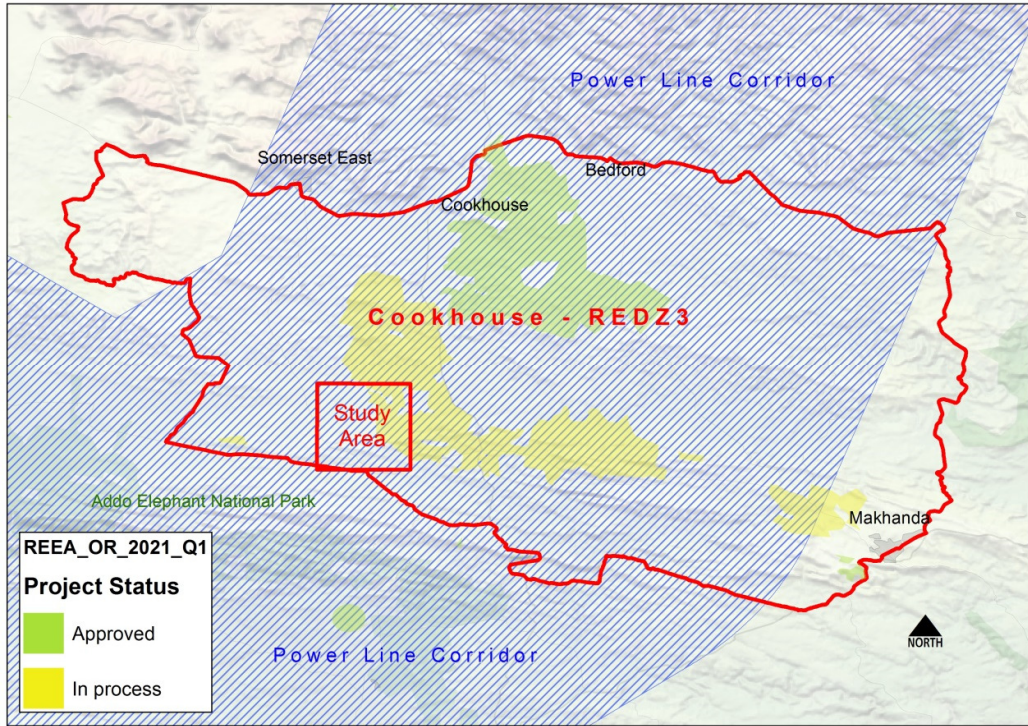 Power Line Corridor
Somerset East
Bedford
Cookhouse
Cookhouse - REDZ3
Study
Area
Addo Elephant National Park
Makhanda
REEA_OR_2021_Q1
Project Status
Approved
In process
Power Line Corridor
NORTH